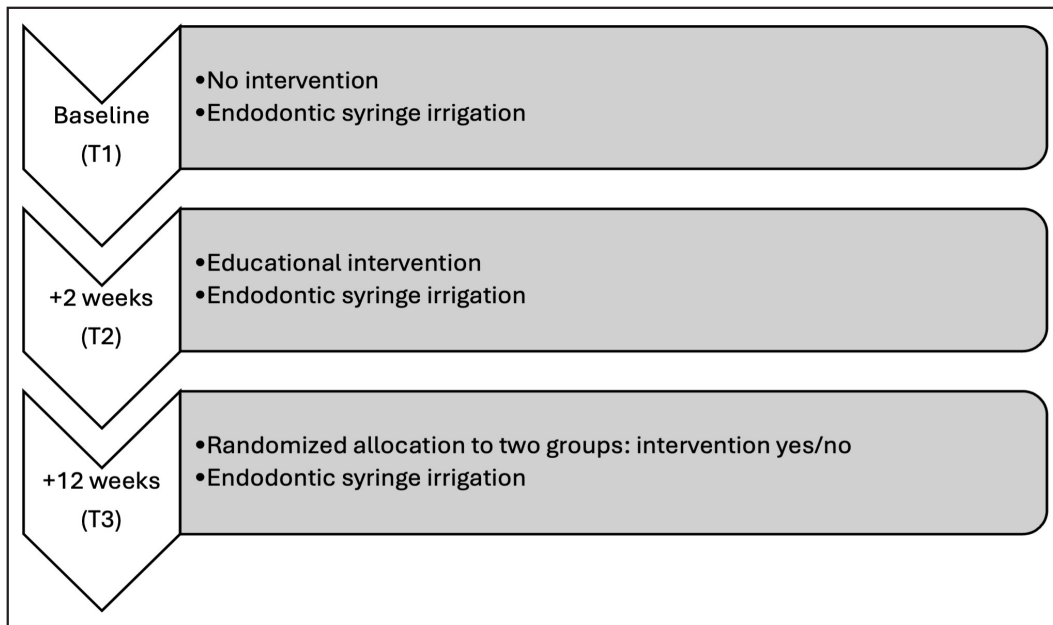 Baseline
(T1)
•No intervention
•Endodontic syringe irrigation
+2 weeks
(T2)
•Educational intervention
•Endodontic syringe irrigation
+12 weeks
(T3)
•Randomized allocation to two groups: intervention yes/no
•Endodontic syringe irrigation